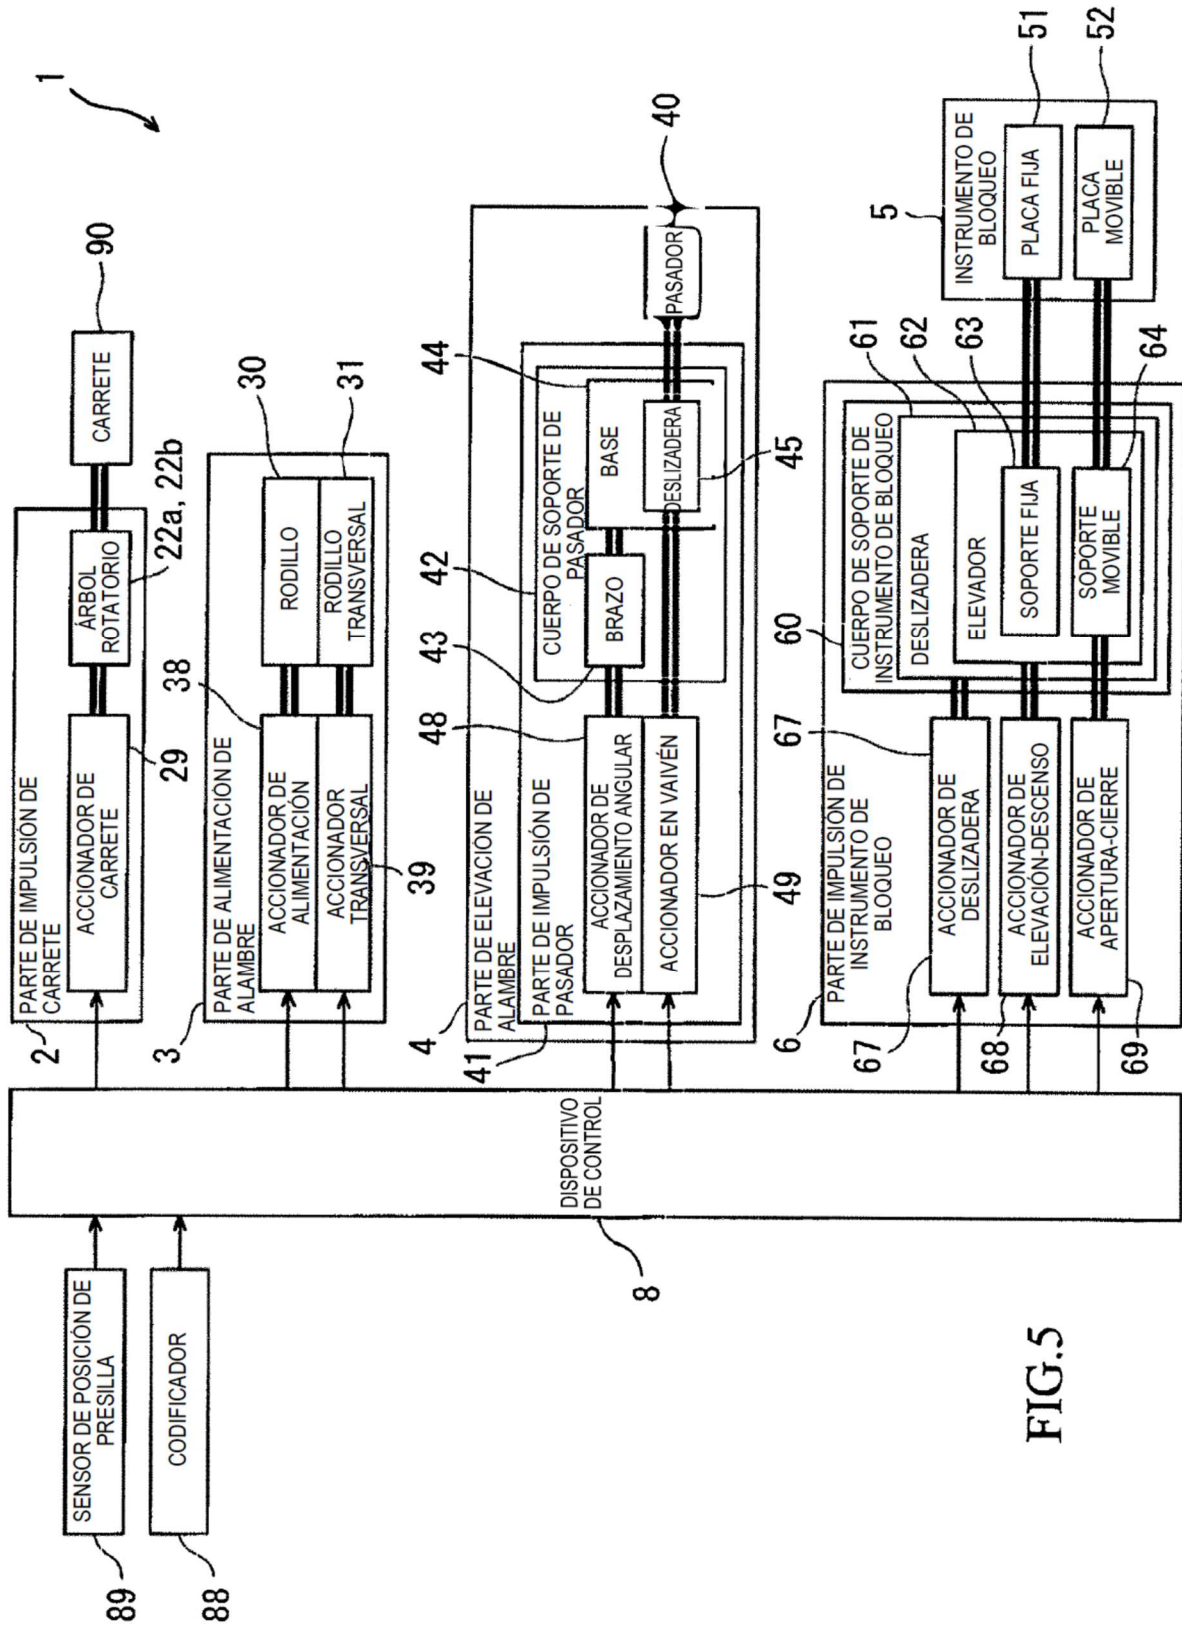 1
SENSOR DE POSICIÓN DE
PRESILLA
89
CODIFICADOR
88
DISPOSITIVO
DE CONTROL
8
PARTE DE IMPULSIÓN DE
CARRETE
2
ACCIONADOR DE
CARRETE
29
ÁRBOL
ROTATORIO
22a, 22b
CARRETE
90
PARTE DE ALIMENTACIÓN DE
ALAMBRE
3
ACCIONADOR DE
ALIMENTACIÓN
38
ACCIONADOR
TRANSVERSAL
39
RODILLO
30
RODILLO
TRANSVERSAL
31
PARTE DE ELEVACIÓN DE
ALAMBRE
4
PARTE DE IMPULSIÓN DE
PASADOR
41
ACCIONADOR DE
DESPLAZAMIENTO ANGULAR
48
ACCIONADOR EN VAIVÉN
49
CUERPO DE SOPORTE DE
PASADOR
42
BRAZO
43
BASE
44
DESLIZADERA
45
PASADOR
40
PARTE DE IMPULSIÓN DE
INSTRUMENTO DE
BLOQUEO
6
ACCIONADOR DE
DESLIZADERA
67
67
ACCIONADOR DE
ELEVACIÓN-DESCENSO
68
ACCIONADOR DE
APERTURA-CIERRE
69
CUERPO DE SOPORTE DE
INSTRUMENTO DE BLOQUEO
60
DESLIZADERA
61
ELEVADOR
62
SOPORTE FIJA
63
SOPORTE
MOVIBLE
64
INSTRUMENTO DE
BLOQUEO
5
PLACA FIJA
51
PLACA
MOVIBLE
52
FIG.5